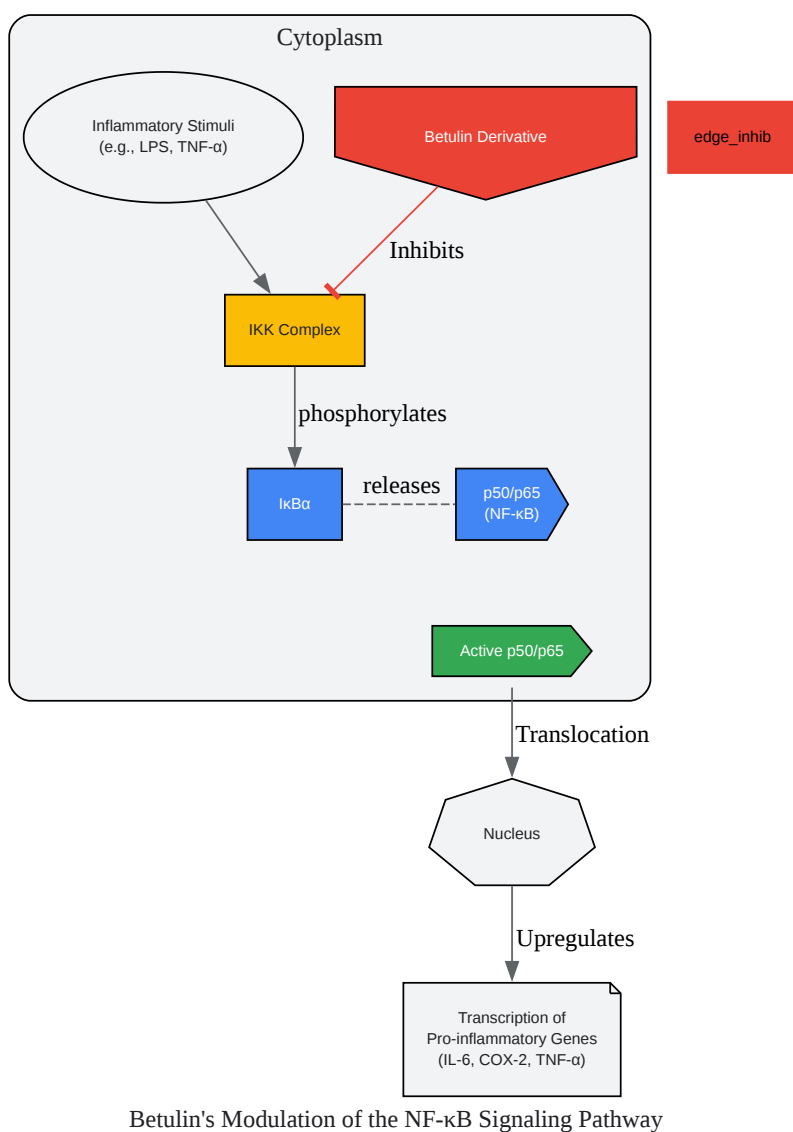 Cytoplasm
Inflammatory Stimuli
(e.g., LPS, TNF-α)
Betulin Derivative
edge_inhib
Inhibits
IKK Complex
phosphorylates
IκBα
releases
p50/p65
(NF-κB)
Active p50/p65
Translocation
Nucleus
Upregulates
Transcription of
Pro-inflammatory Genes
(IL-6, COX-2, TNF-α)
Betulin's Modulation of the NF-κB Signaling Pathway